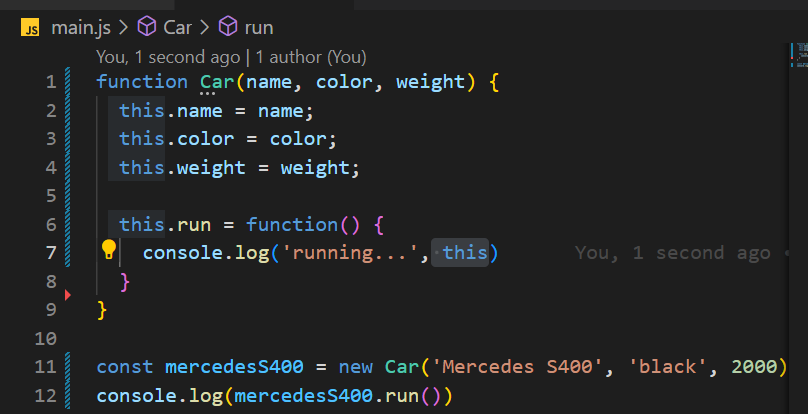 JS main.js > Car > run
You, 1 second ago | 1 author (You)
1 function Car(name, color, weight) {
2 this.name = name;
3 this.color = color;
4 this.weight = weight;
5
6 this.run = function() {
7 console.log('running...', this) You, 1 second ago •
8 }
9 }
10
11 const mercedesS400 = new Car('Mercedes S400', 'black', 2000)
12 console.log(mercedesS400.run())